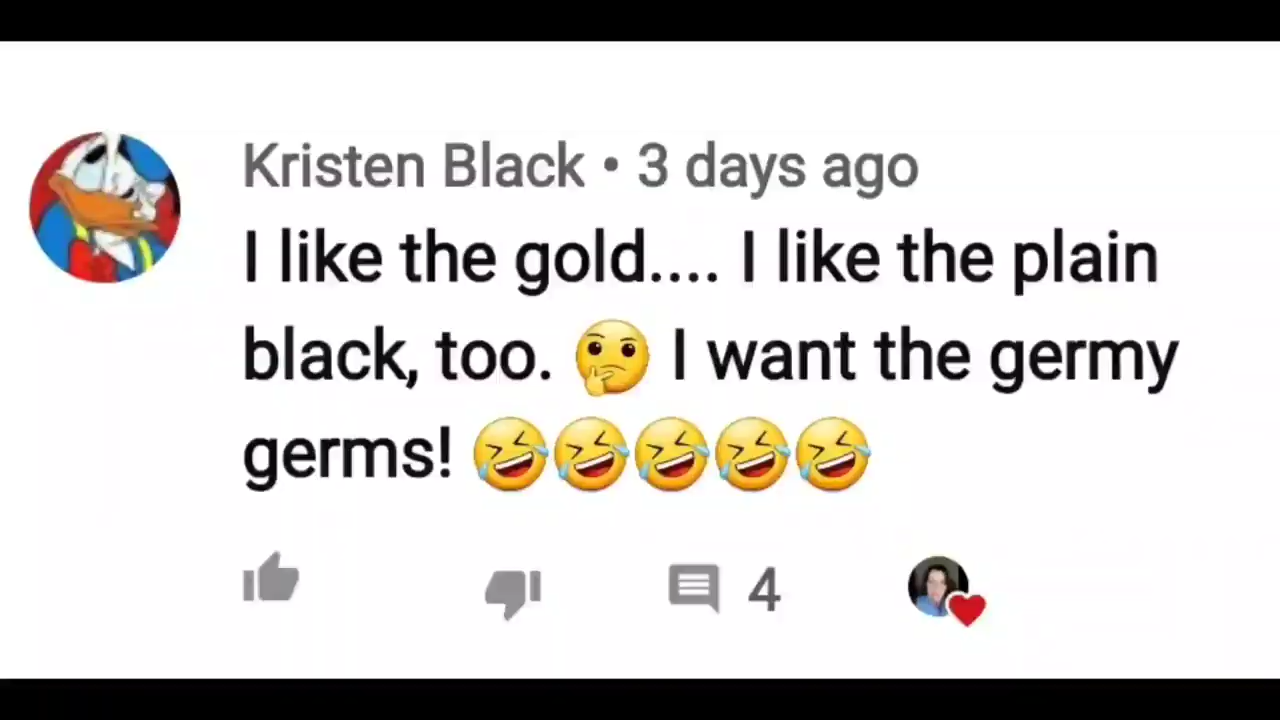 Kristen Black • 3 days ago
I like the gold.... I like the plain
black, too. 🤔 I want the germy
germs! 🤣🤣🤣🤣🤣
4